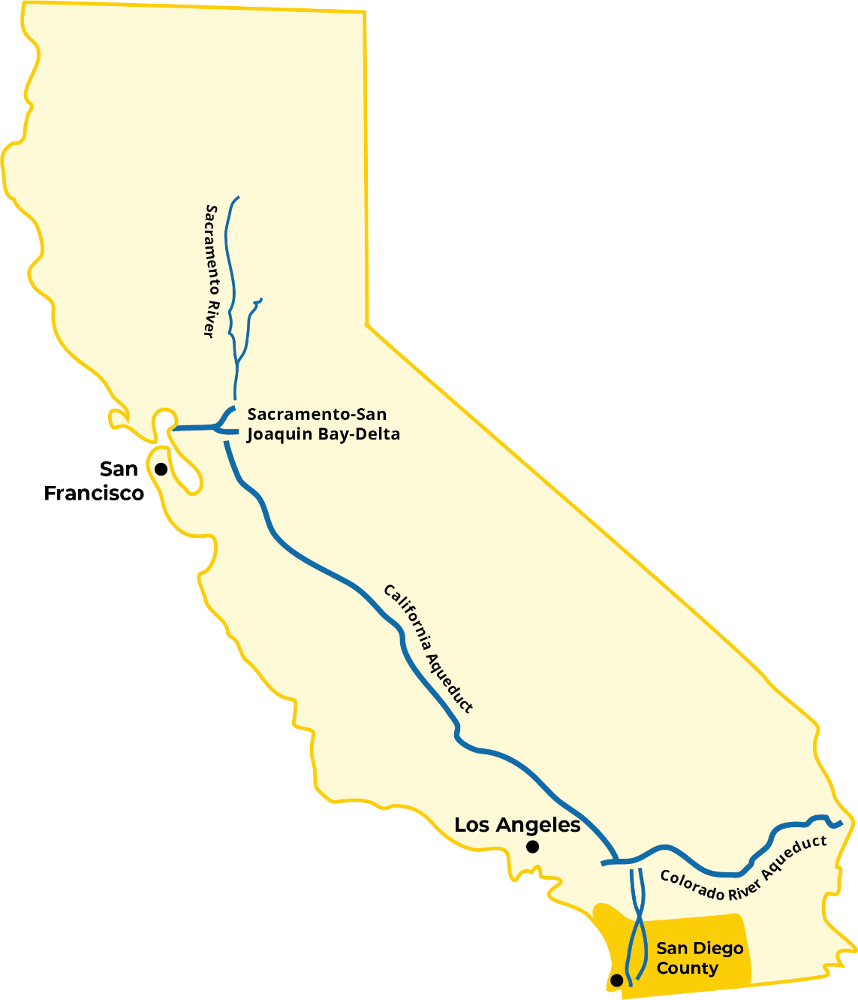 Sacramento River
Sacramento-San
Joaquin Bay-Delta
San
Francisco
California Aqueduct
Los Angeles
Colorado River Aqueduct
San Diego
County